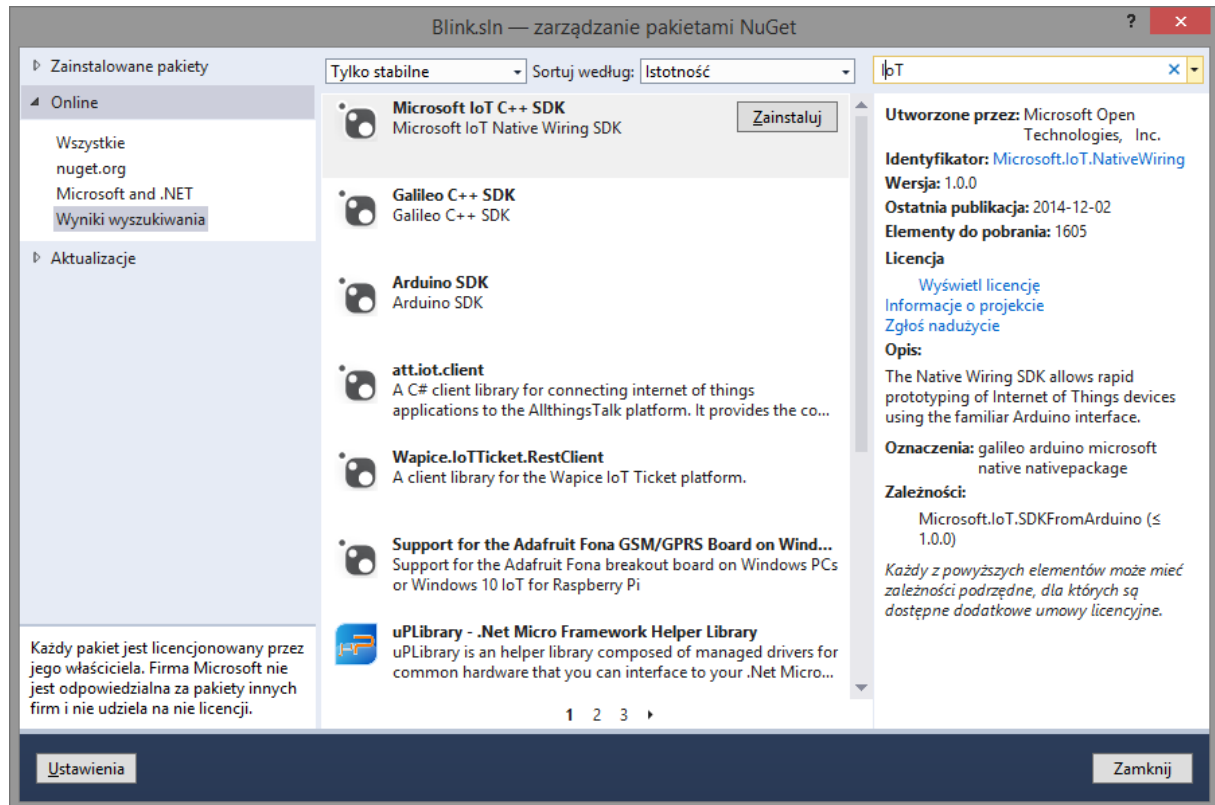 Blink.sln — zarządzanie pakietami NuGet
?
×
Zainstalowane pakiety
Online
Wszystkie
nuget.org
Microsoft and .NET
Wyniki wyszukiwania
Aktualizacje
Każdy pakiet jest licencjonowany przez
jego właściciela. Firma Microsoft nie
jest odpowiedzialna za pakiety innych
firm i nie udziela na nie licencji.
Tylko stabilne
Sortuj według:
Istotność
Microsoft IoT C++ SDK
Microsoft IoT Native Wiring SDK
Zainstaluj
Galileo C++ SDK
Galileo C++ SDK
Arduino SDK
Arduino SDK
att.iot.client
A C# client library for connecting internet of things
applications to the AllthingsTalk platform. It provides the co...
Wapice.IoTTicket.RestClient
A client library for the Wapice IoT Ticket platform.
Support for the Adafruit Fona GSM/GPRS Board on Wind...
Support for the Adafruit Fona breakout board on Windows PCs
or Windows 10 IoT for Raspberry Pi
uPLibrary - .Net Micro Framework Helper Library
uPLibrary is an helper library composed of managed drivers for
common hardware that you can interface to your .Net Micro...
1 2 3
IoT
Utworzone przez: Microsoft Open
Technologies, Inc.
Identyfikator: Microsoft.IoT.NativeWiring
Wersja: 1.0.0
Ostatnia publikacja: 2014-12-02
Elementy do pobrania: 1605
Licencja
Wyświetl licencję
Informacje o projekcie
Zgłoś nadużycie
Opis:
The Native Wiring SDK allows rapid
prototyping of Internet of Things devices
using the familiar Arduino interface.
Oznaczenia: galileo arduino microsoft
native nativepackage
Zależności:
Microsoft.IoT.SDKFromArduino (≤
1.0.0)
Każdy z powyższych elementów może mieć
zależności podrzędne, dla których są
dostępne dodatkowe umowy licencyjne.
Ustawienia
Zamknij